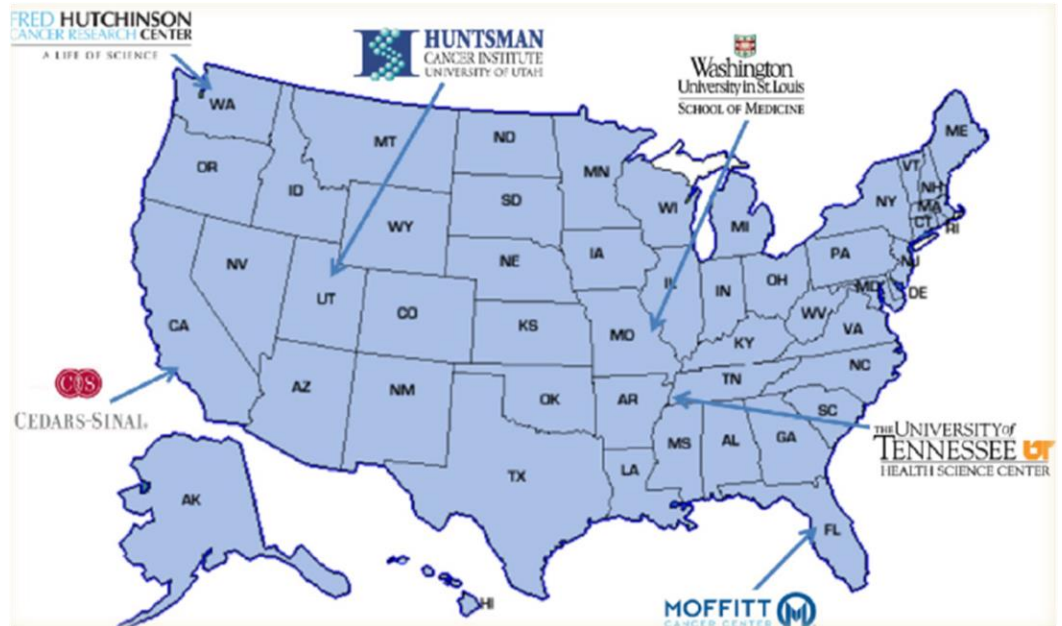 FRED HUTCHINSON
CANCER RESEARCH CENTER
A LIFE OF SCIENCE
HUNTSMAN
CANCER INSTITUTE
UNIVERSITY OF UTAH
Washington
University in St. Louis
SCHOOL OF MEDICINE
WA
MT
ND
MN
ME
OR
ID
SD
WI
VT
NH
NY
MA
CT
RI
WY
MI
IA
PA
NJ
NE
NV
UT
CO
IL
IN
OH
MD
DE
WV
VA
CA
KS
MO
KY
NC
TN
AZ
NM
OK
AR
SC
CS
CEDARS-SINAI
MS
AL
GA
THE UNIVERSITY of
TENNESSEE UT
HEALTH SCIENCE CENTER
LA
TX
AK
FL
HI
MOFFITT M
CANCER CENTER